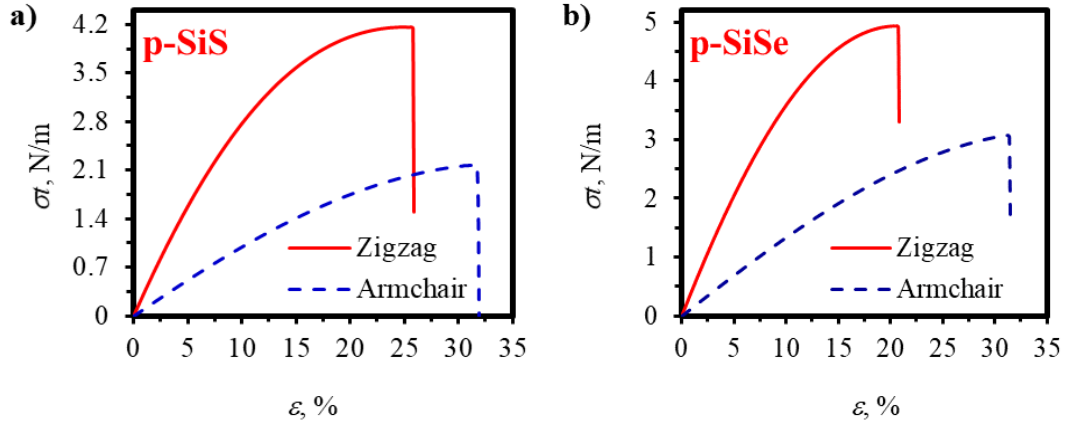 a)
p-SiS
4.2
3.5
2.8
2.1
1.4
0.7
0
σt, N/m
Zigzag
Armchair
0 5 10 15 20 25 30 35
ε, %
b)
p-SiSe
5
4
3
2
1
0
σt, N/m
Zigzag
Armchair
0 5 10 15 20 25 30 35
ε, %